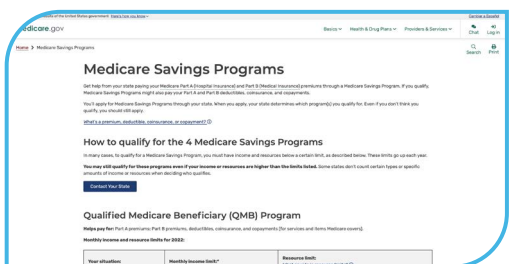 States government. Here's how you know
Cambiar a Español
edicare.gov
Basics Health & Drug Plans Providers & Services
Chat Log in
Home > Medicare Savings Programs
Search Print
Medicare Savings Programs
Get help from your state paying your Medicare Part A (Hospital Insurance) and Part B (Medical Insurance) premiums through a Medicare Savings Program. If you qualify,
Medicare Savings Programs might also pay your Part A and Part B deductibles, coinsurance, and copayments.
You'll apply for Medicare Savings Programs through your state. When you apply, your state determines which program(s) you qualify for. Even if you don't think you
qualify, you should still apply.
What's a premium, deductible, coinsurance, or copayment?
How to qualify for the 4 Medicare Savings Programs
In many cases, to qualify for a Medicare Savings Program, you must have income and resources below a certain limit, as described below. These limits go up each year.
You may still qualify for these programs even if your income or resources are higher than the limits listed. Some states don't count certain types or specific
amounts of income or resources when deciding who qualifies.
Contact Your State
Qualified Medicare Beneficiary (QMB) Program
Helps pay for: Part A premiums; Part B premiums, deductibles, coinsurance, and copayments (for services and items Medicare covers).
Monthly income and resource limits for 2022:
Your situation: Monthly income limit:* Resource limit: